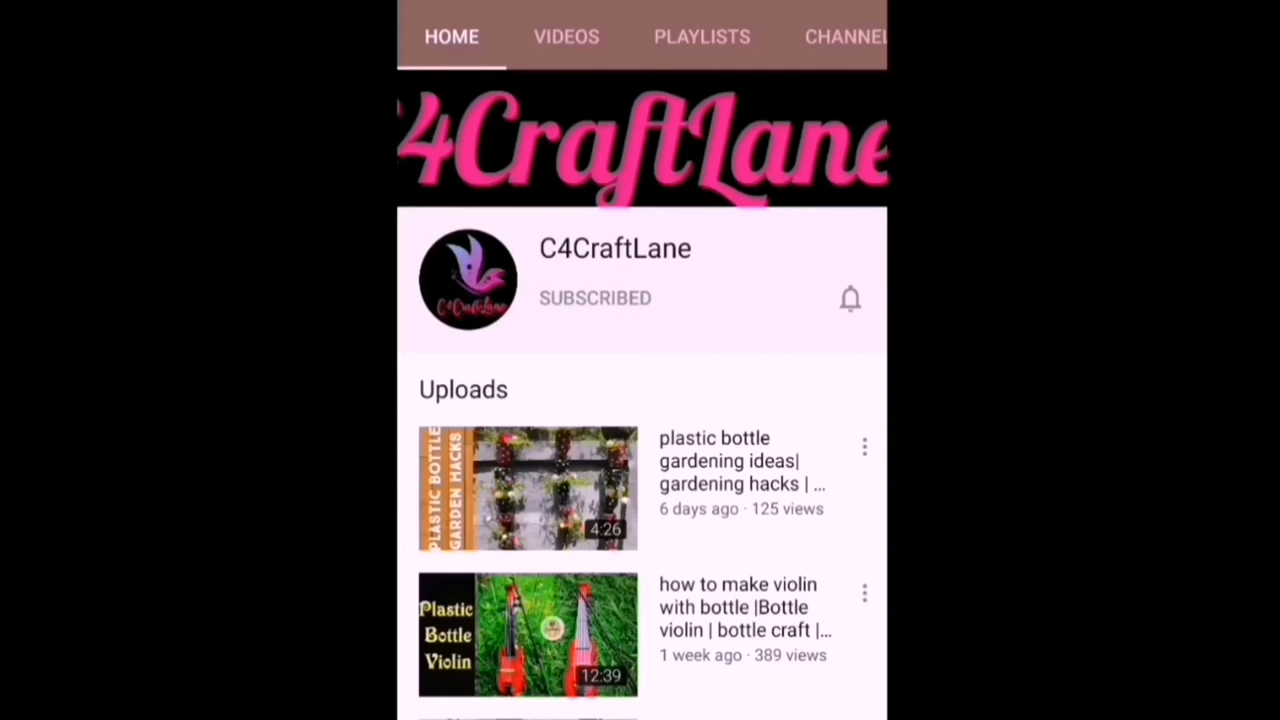 HOME VIDEOS PLAYLISTS CHANNEL
C4CraftLane
C4CraftLane
C4CraftLane
SUBSCRIBED
Uploads
PLASTIC BOTTLE
GARDEN HACKS
4:26
plastic bottle
gardening ideas|
gardening hacks | ...
6 days ago · 125 views
Plastic
Bottle
Violin
12:39
how to make violin
with bottle |Bottle
violin | bottle craft |...
1 week ago · 389 views